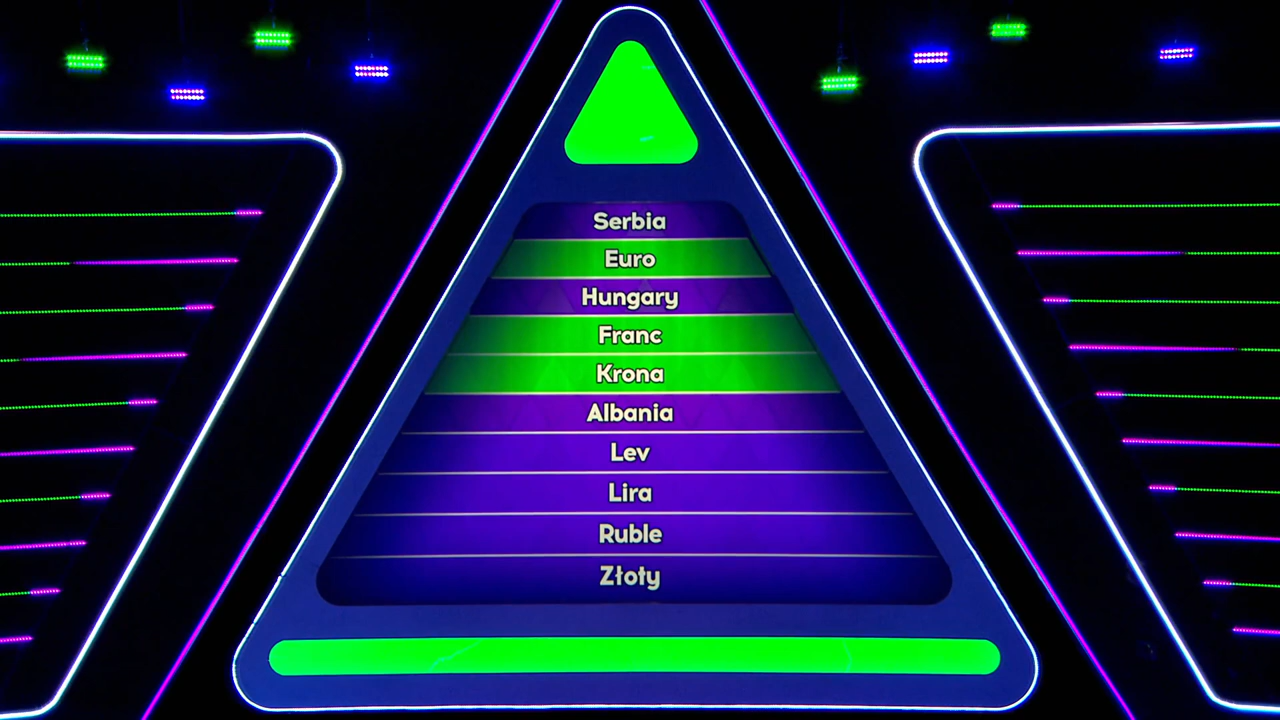 Serbia
Euro
Hungary
Franc
Krona
Albania
Lev
Lira
Ruble
Złoty